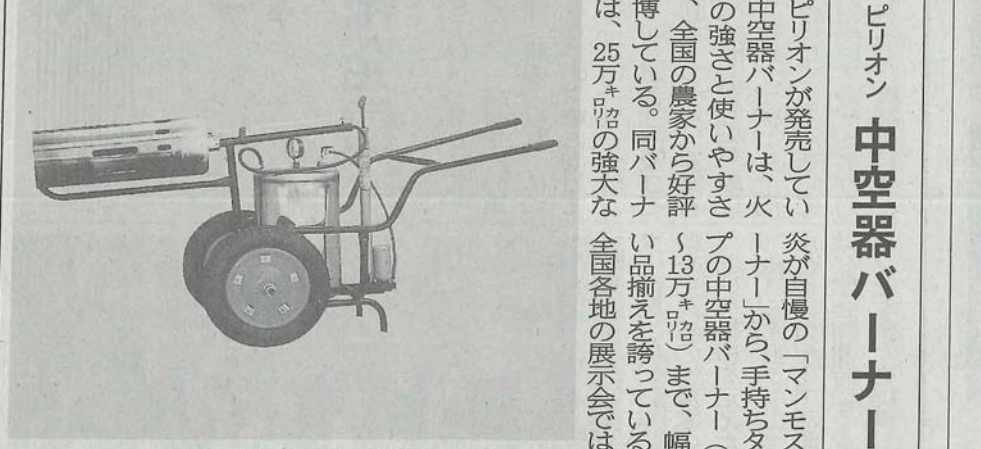 ピリオン 中空器バーナー
ピリオンが発売してい
中空器バーナーは、火
の強さと使いやすさ
、全国の農家から好評
博している。同バーナ
は、25万キロカロリーの強大な
炎が自慢の「マンモス
ーナー」から、手持ちタ
プの中空器バーナー（
〜13万キロカロリー）まで、幅
い品揃えを誇っている
全国各地の展示会では